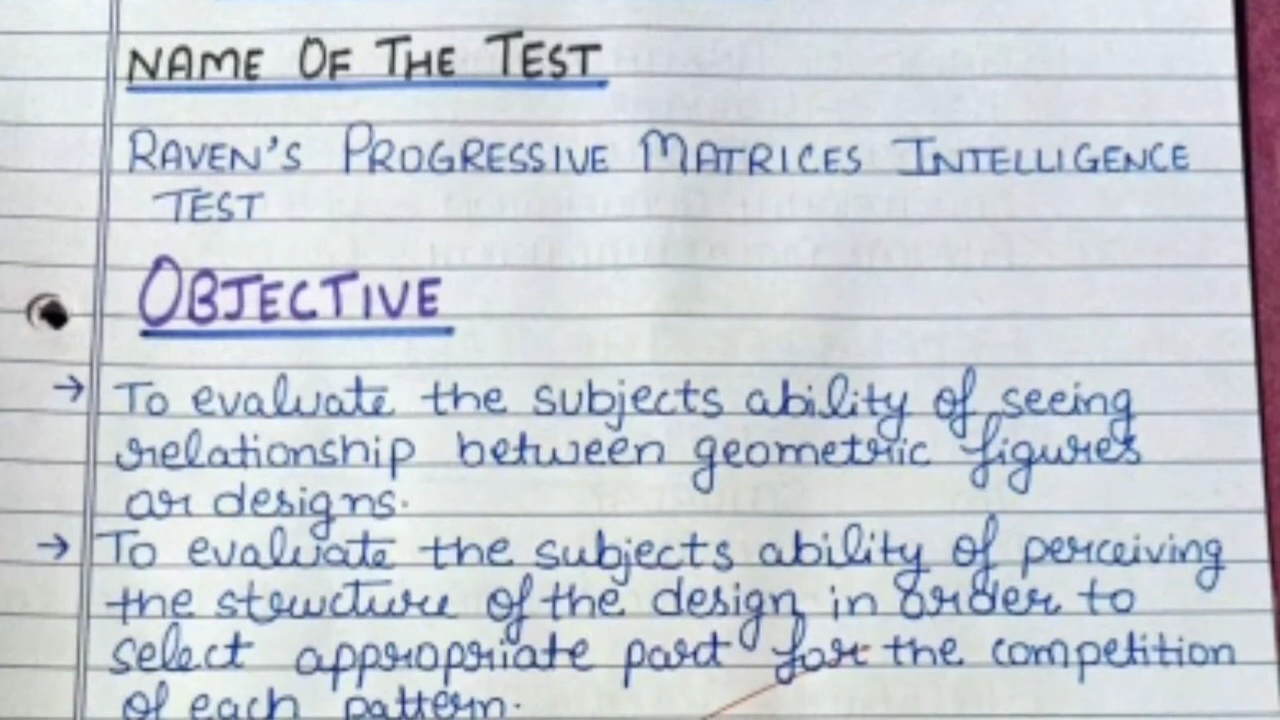 NAME OF THE TEST
RAVEN'S PROGRESSIVE MATRICES INTELLIGENCE
TEST
OBJECTIVE
→ To evaluate the subjects ability of seeing
relationship between geometric figures
or designs.
→ To evaluate the subjects ability of perceiving
the structure of the design in order to
select appropriate part for the competition
of each pattern.